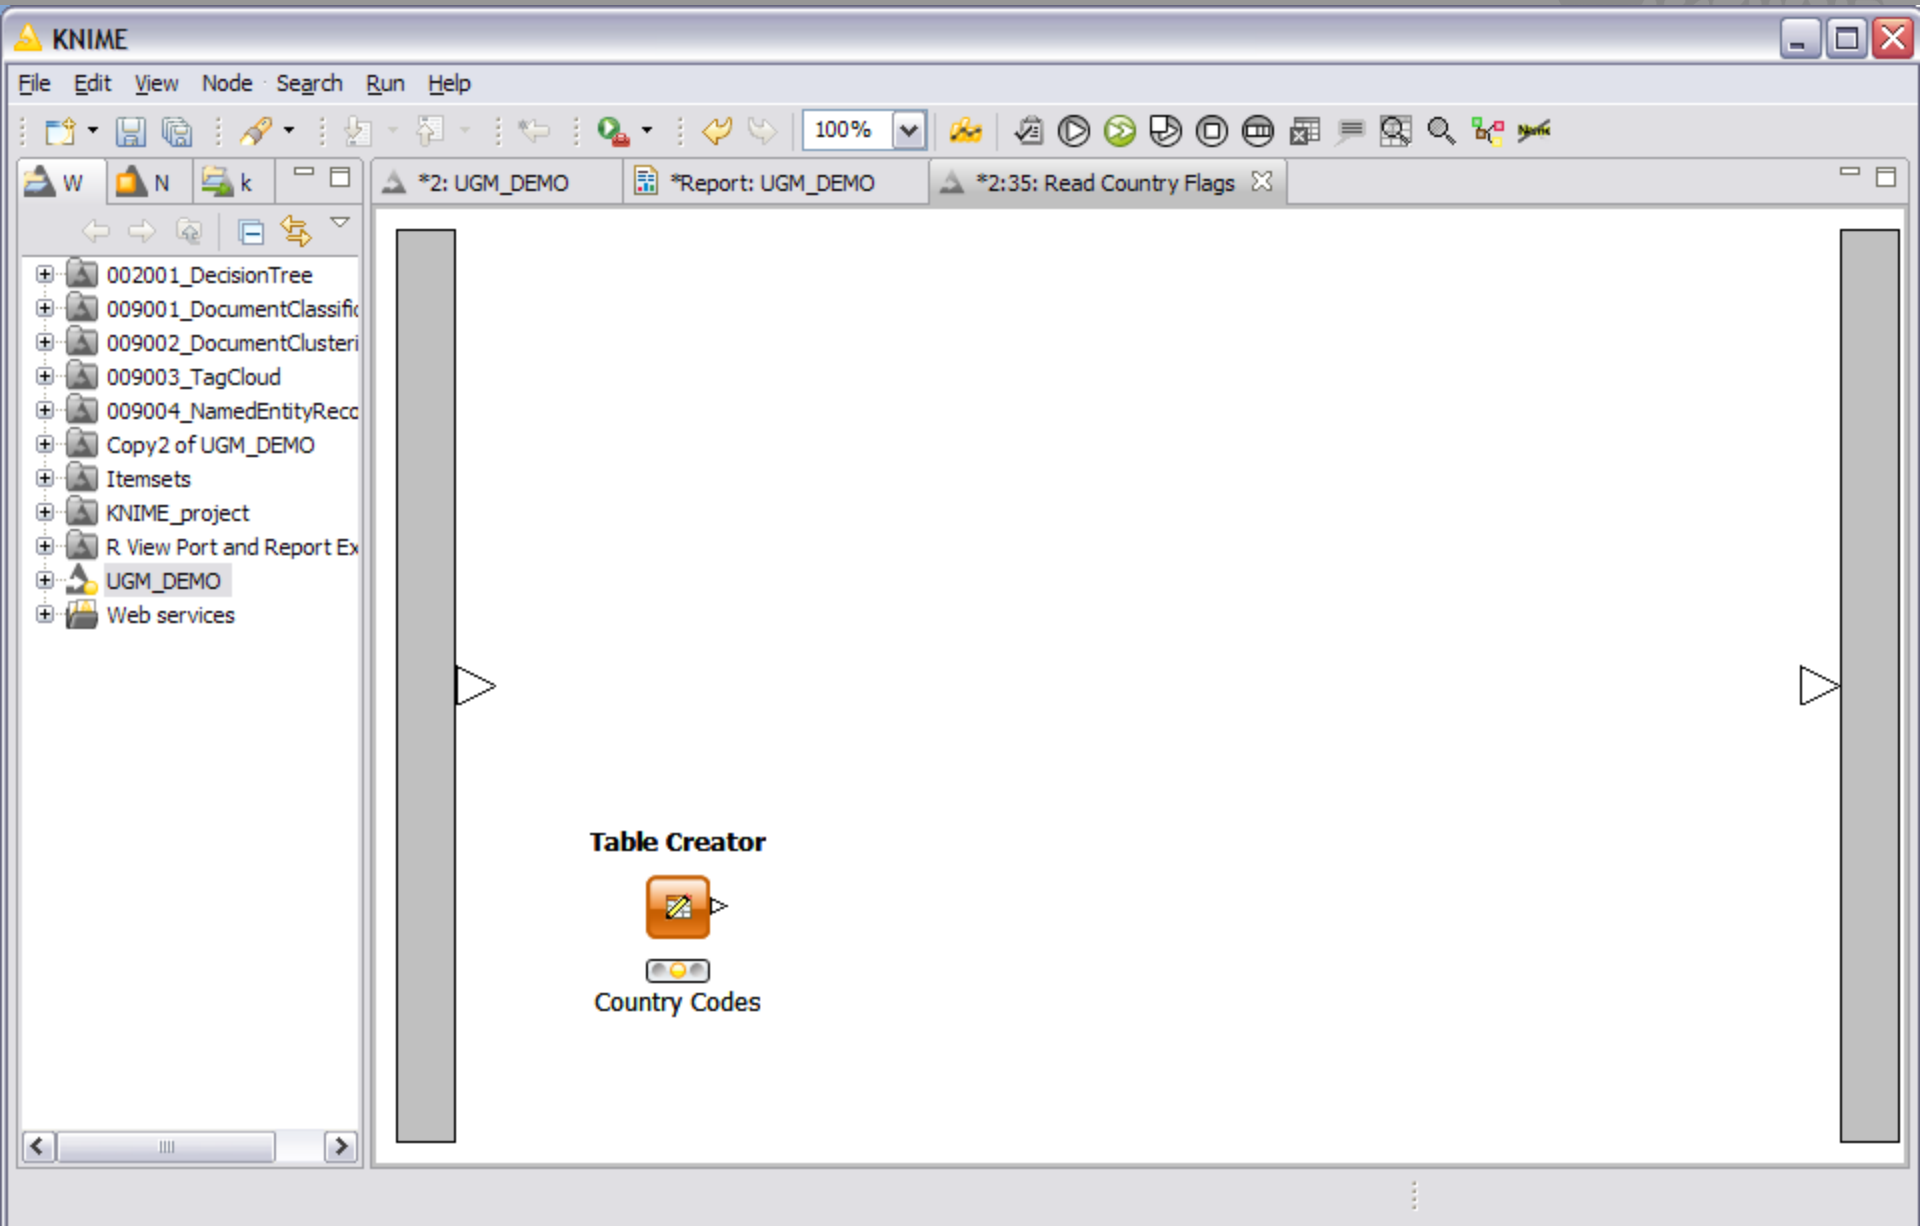 KNIME
File Edit View Node Search Run Help
100%
W N k
*2: UGM_DEMO *Report: UGM_DEMO *2:35: Read Country Flags
002001_DecisionTree
009001_DocumentClassific
009002_DocumentClusteri
009003_TagCloud
009004_NamedEntityReco
Copy2 of UGM_DEMO
Itemsets
KNIME_project
R View Port and Report Ex
UGM_DEMO
Web services
Table Creator
Country Codes